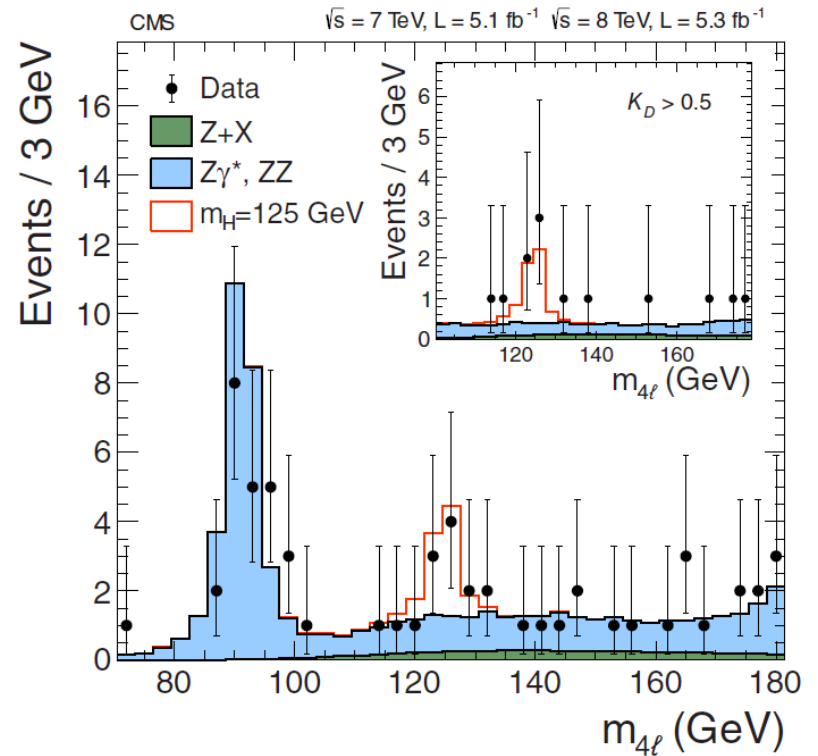 CMS
√s = 7 TeV, L = 5.1 fb⁻¹ √s = 8 TeV, L = 5.3 fb⁻¹
Events / 3 GeV
16
14
12
10
8
6
4
2
0
Data
Z+X
Zγ*, ZZ
m_H=125 GeV
Events / 3 GeV
6
5
4
3
2
1
0
K_D > 0.5
120 140 160
m_4ℓ (GeV)
80 100 120 140 160 180
m_4ℓ (GeV)